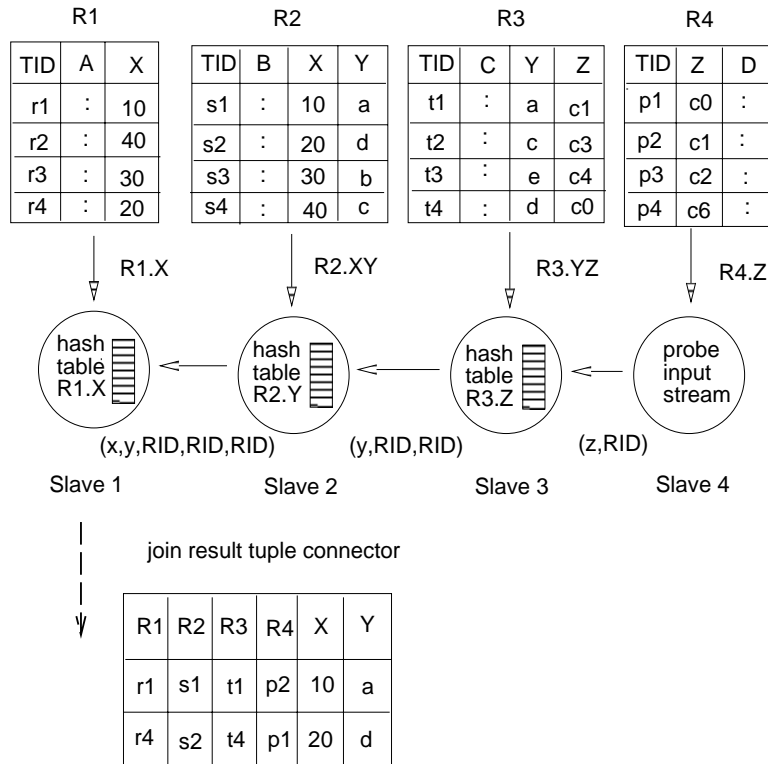 R1 R2 R3 R4
TID A X TID B X Y TID C Y Z TID Z D
r1 : 10 s1 : 10 a t1 : a c1 p1 c0 :
r2 : 40 s2 : 20 d t2 : c c3 p2 c1 :
r3 : 30 s3 : 30 b t3 : e c4 p3 c2 :
r4 : 20 s4 : 40 c t4 : d c0 p4 c6 :
R1.X R2.XY R3.YZ R4.Z
hash hash hash probe
table table table input
R1.X R2.Y R3.Z stream
(x,y,RID,RID,RID) (y,RID,RID) (z,RID)
Slave 1 Slave 2 Slave 3 Slave 4
join result tuple connector
R1 R2 R3 R4 X Y
r1 s1 t1 p2 10 a
r4 s2 t4 p1 20 d